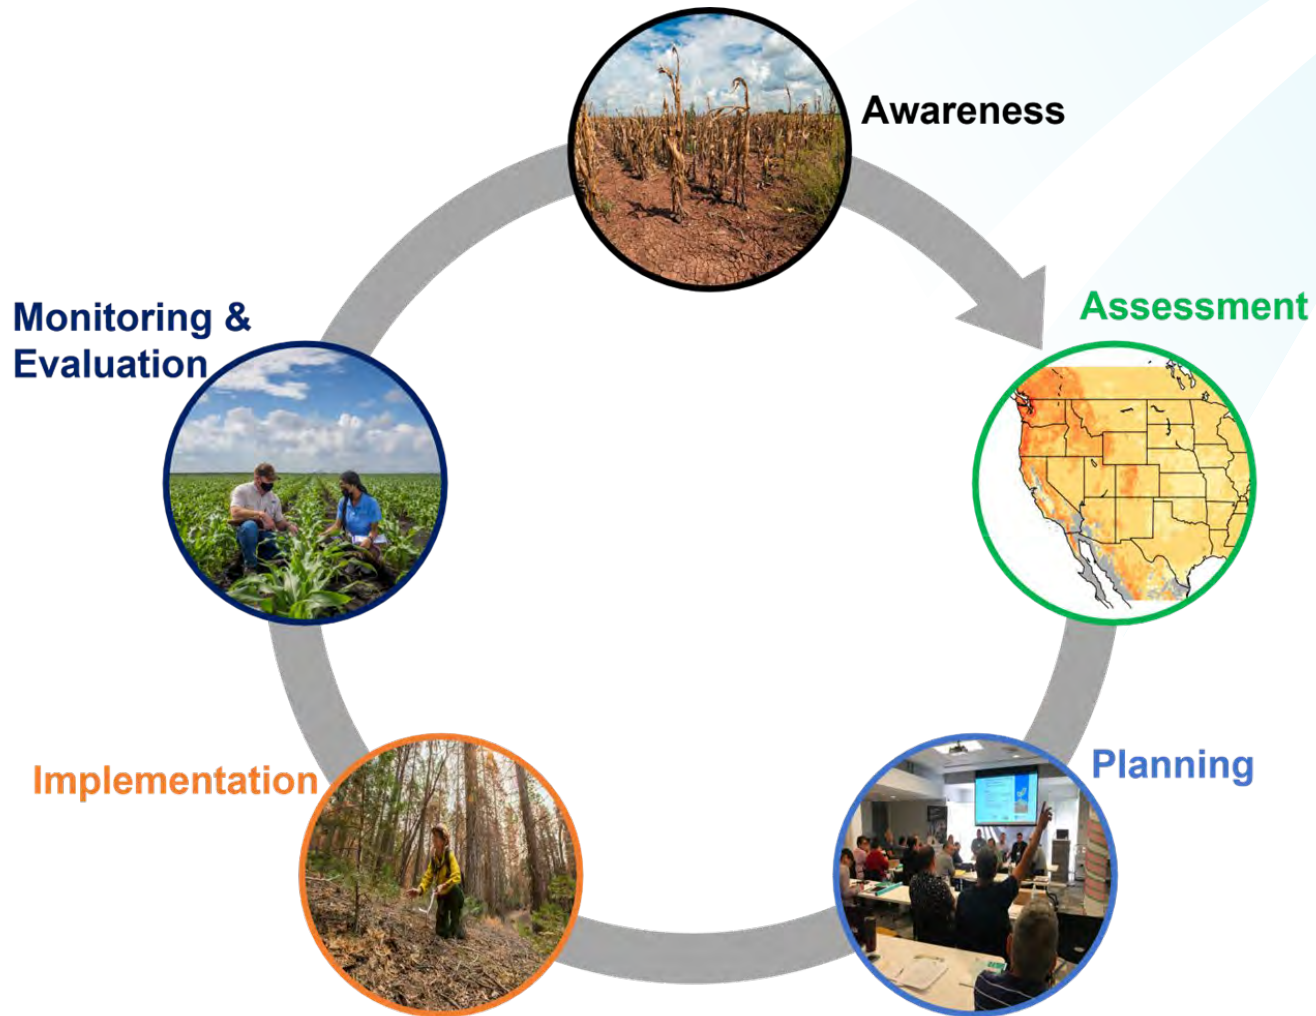 Awareness
Assessment
Planning
Implementation
Monitoring &
Evaluation